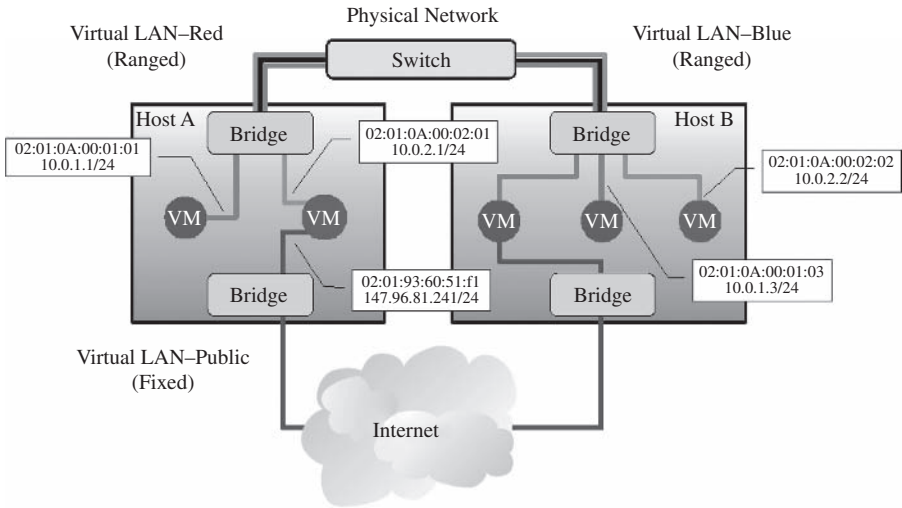 Physical Network
Virtual LAN–Red
(Ranged)
Virtual LAN–Blue
(Ranged)
Switch
Host A
Bridge
Bridge
Host B
02:01:0A:00:01:01
10.0.1.1/24
02:01:0A:00:02:01
10.0.2.1/24
02:01:0A:00:02:02
10.0.2.2/24
VM
VM
VM
VM
VM
02:01:0A:00:01:03
10.0.1.3/24
02:01:93:60:51:f1
147.96.81.241/24
Bridge
Bridge
Virtual LAN–Public
(Fixed)
Internet